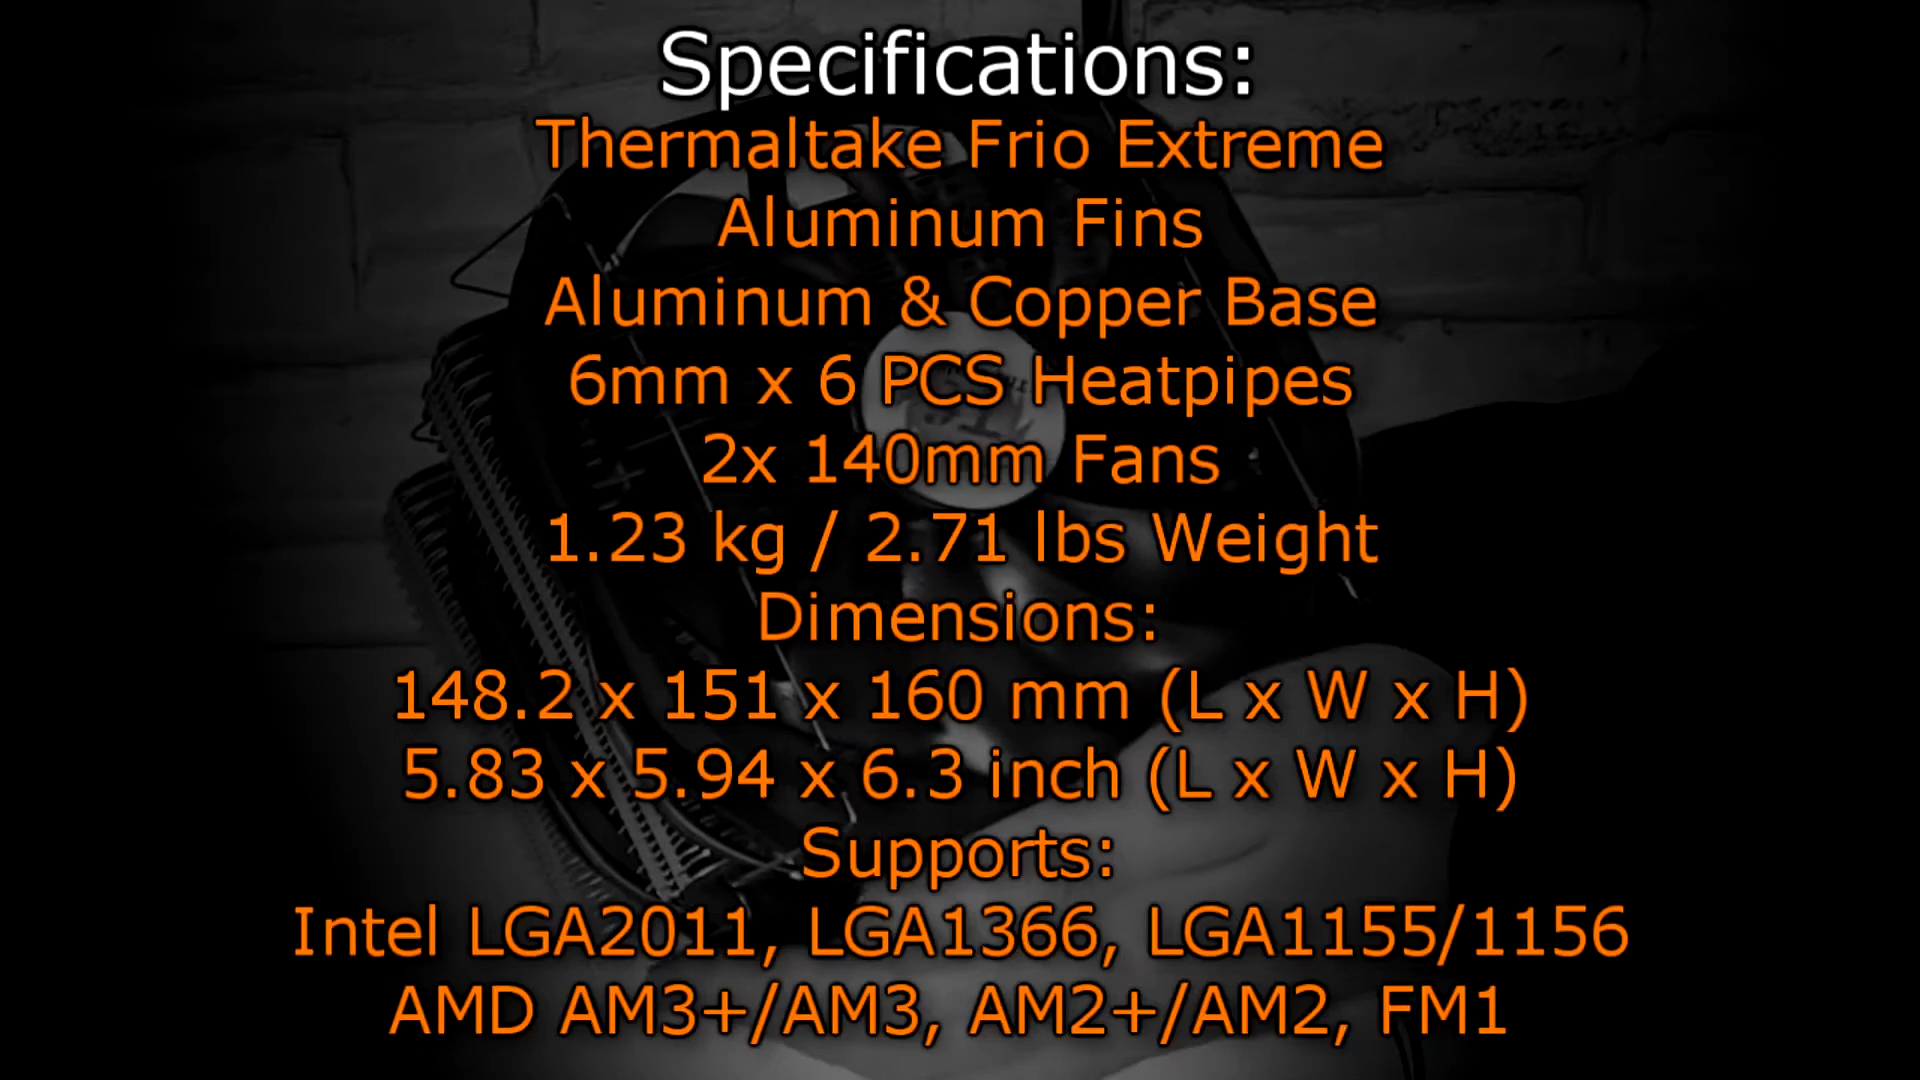 Specifications:
Thermaltake Frio Extreme
Aluminum Fins
Aluminum & Copper Base
6mm x 6 PCS Heatpipes
2x 140mm Fans
1.23 kg / 2.71 lbs Weight
Dimensions:
148.2 x 151 x 160 mm (L x W x H)
5.83 x 5.94 x 6.3 inch (L x W x H)
Supports:
Intel LGA2011, LGA1366, LGA1155/1156
AMD AM3+/AM3, AM2+/AM2, FM1